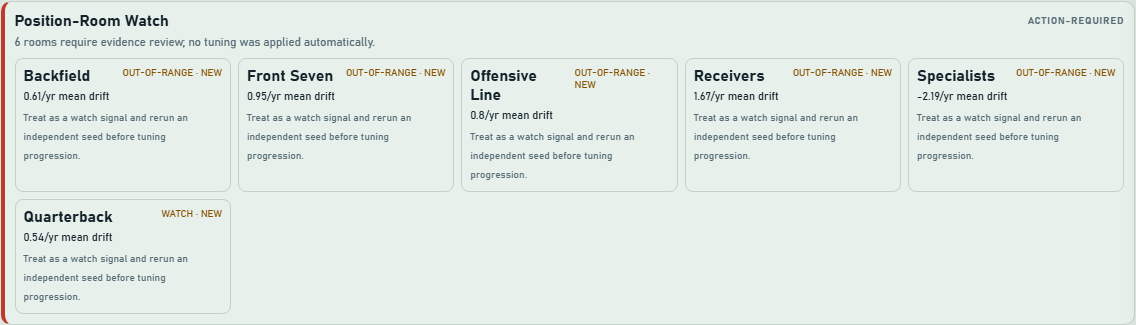 Position-Room Watch
ACTION-REQUIRED
6 rooms require evidence review; no tuning was applied automatically.
Backfield
OUT-OF-RANGE · NEW
0.61/yr mean drift
Treat as a watch signal and rerun an
independent seed before tuning
progression.
Front Seven
OUT-OF-RANGE · NEW
0.95/yr mean drift
Treat as a watch signal and rerun an
independent seed before tuning
progression.
Offensive
Line
OUT-OF-RANGE ·
NEW
0.8/yr mean drift
Treat as a watch signal and rerun an
independent seed before tuning
progression.
Receivers
OUT-OF-RANGE · NEW
1.67/yr mean drift
Treat as a watch signal and rerun an
independent seed before tuning
progression.
Specialists
OUT-OF-RANGE · NEW
-2.19/yr mean drift
Treat as a watch signal and rerun an
independent seed before tuning
progression.
Quarterback
WATCH · NEW
0.54/yr mean drift
Treat as a watch signal and rerun an
independent seed before tuning
progression.